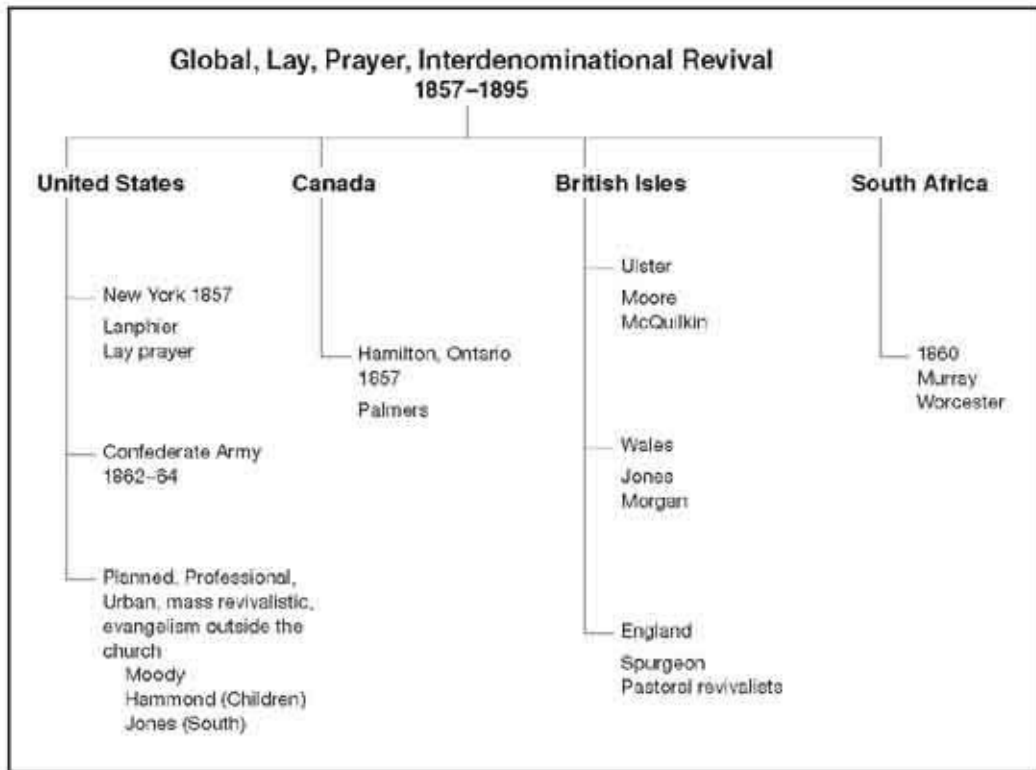 Global, Lay, Prayer, Interdenominational Revival
1857–1895
United States
New York 1857
Lanphier
Lay prayer
Confederate Army
1862–64
Planned, Professional,
Urban, mass revivalistic,
evangelism outside the
church
Moody
Hammond (Children)
Jones (South)
Canada
Hamilton, Ontario
1857
Palmers
British Isles
Ulster
Moore
McQuilkin
Wales
Jones
Morgan
England
Spurgeon
Pastoral revivalists
South Africa
1860
Murray
Worcester